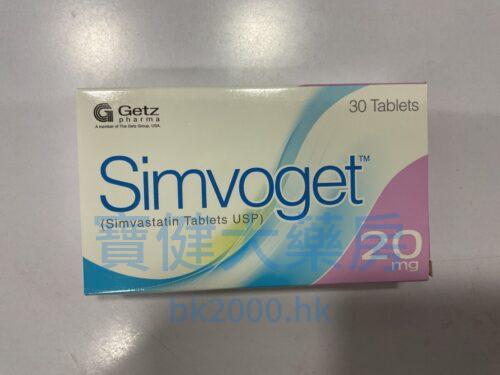 Getz
pharma
A member of The Getz Group, USA.
30 Tablets
Simvoget™
(Simvastatin Tablets USP)
寶健大藥房
20
mg
bk2000.hk